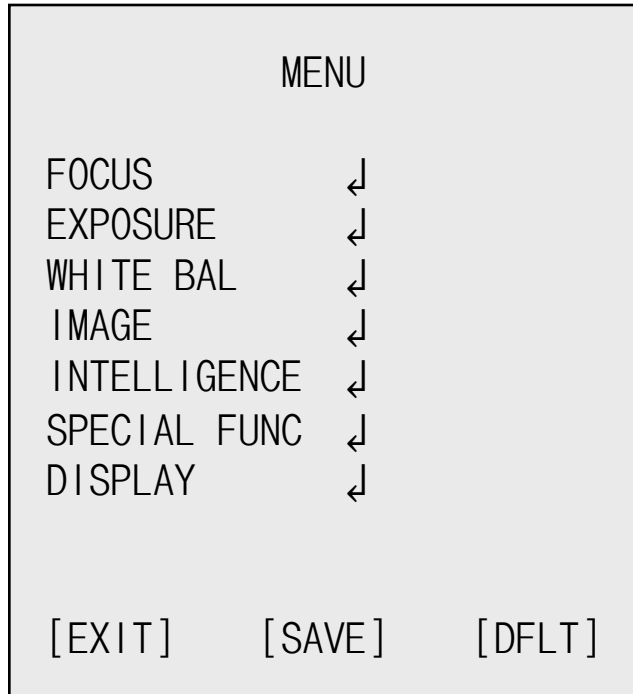 MENU
FOCUS ↲
EXPOSURE ↲
WHITE BAL ↲
IMAGE ↲
INTELLIGENCE ↲
SPECIAL FUNC ↲
DISPLAY ↲
[EXIT] [SAVE] [DFLT]